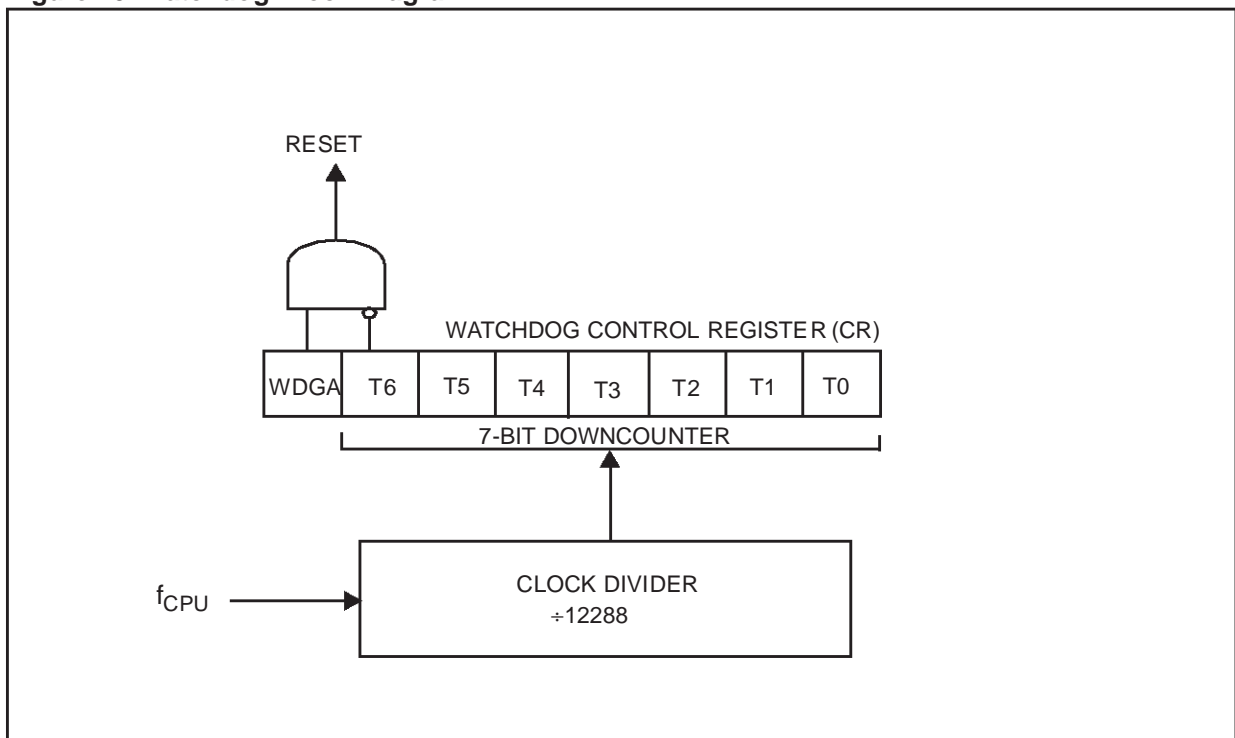 RESET
WATCHDOG CONTROL REGISTER (CR)
WDGA T6 T5 T4 T3 T2 T1 T0
7-BIT DOWNCOUNTER
fCPU
CLOCK DIVIDER
÷12288